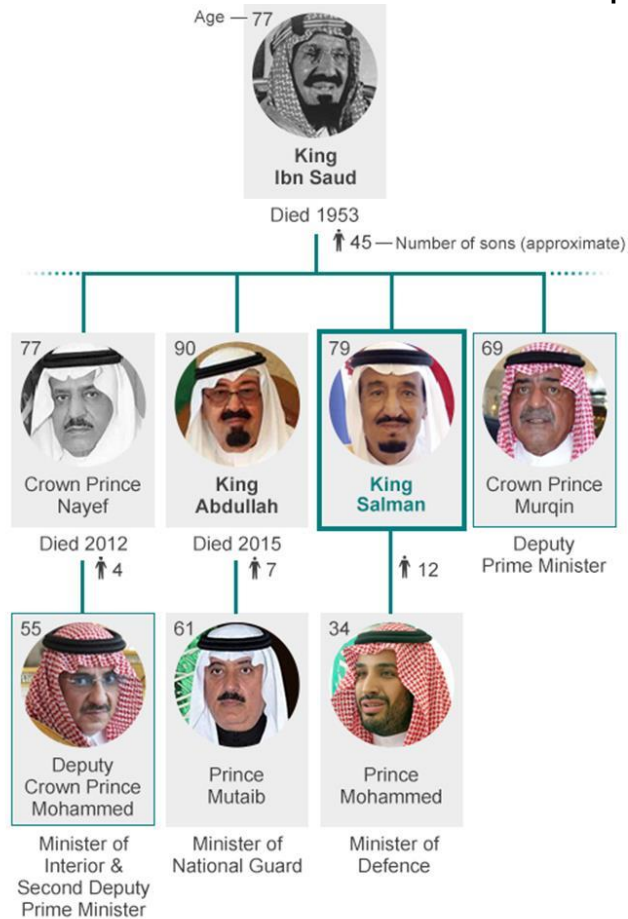 Age — 77
King
Ibn Saud
Died 1953
45 — Number of sons (approximate)
77
Crown Prince
Nayef
Died 2012
4
90
King
Abdullah
Died 2015
7
79
King
Salman
12
69
Crown Prince
Murqin
Deputy
Prime Minister
55
Deputy
Crown Prince
Mohammed
Minister of
Interior &
Second Deputy
Prime Minister
61
Prince
Mutaib
Minister of
National Guard
34
Prince
Mohammed
Minister of
Defence